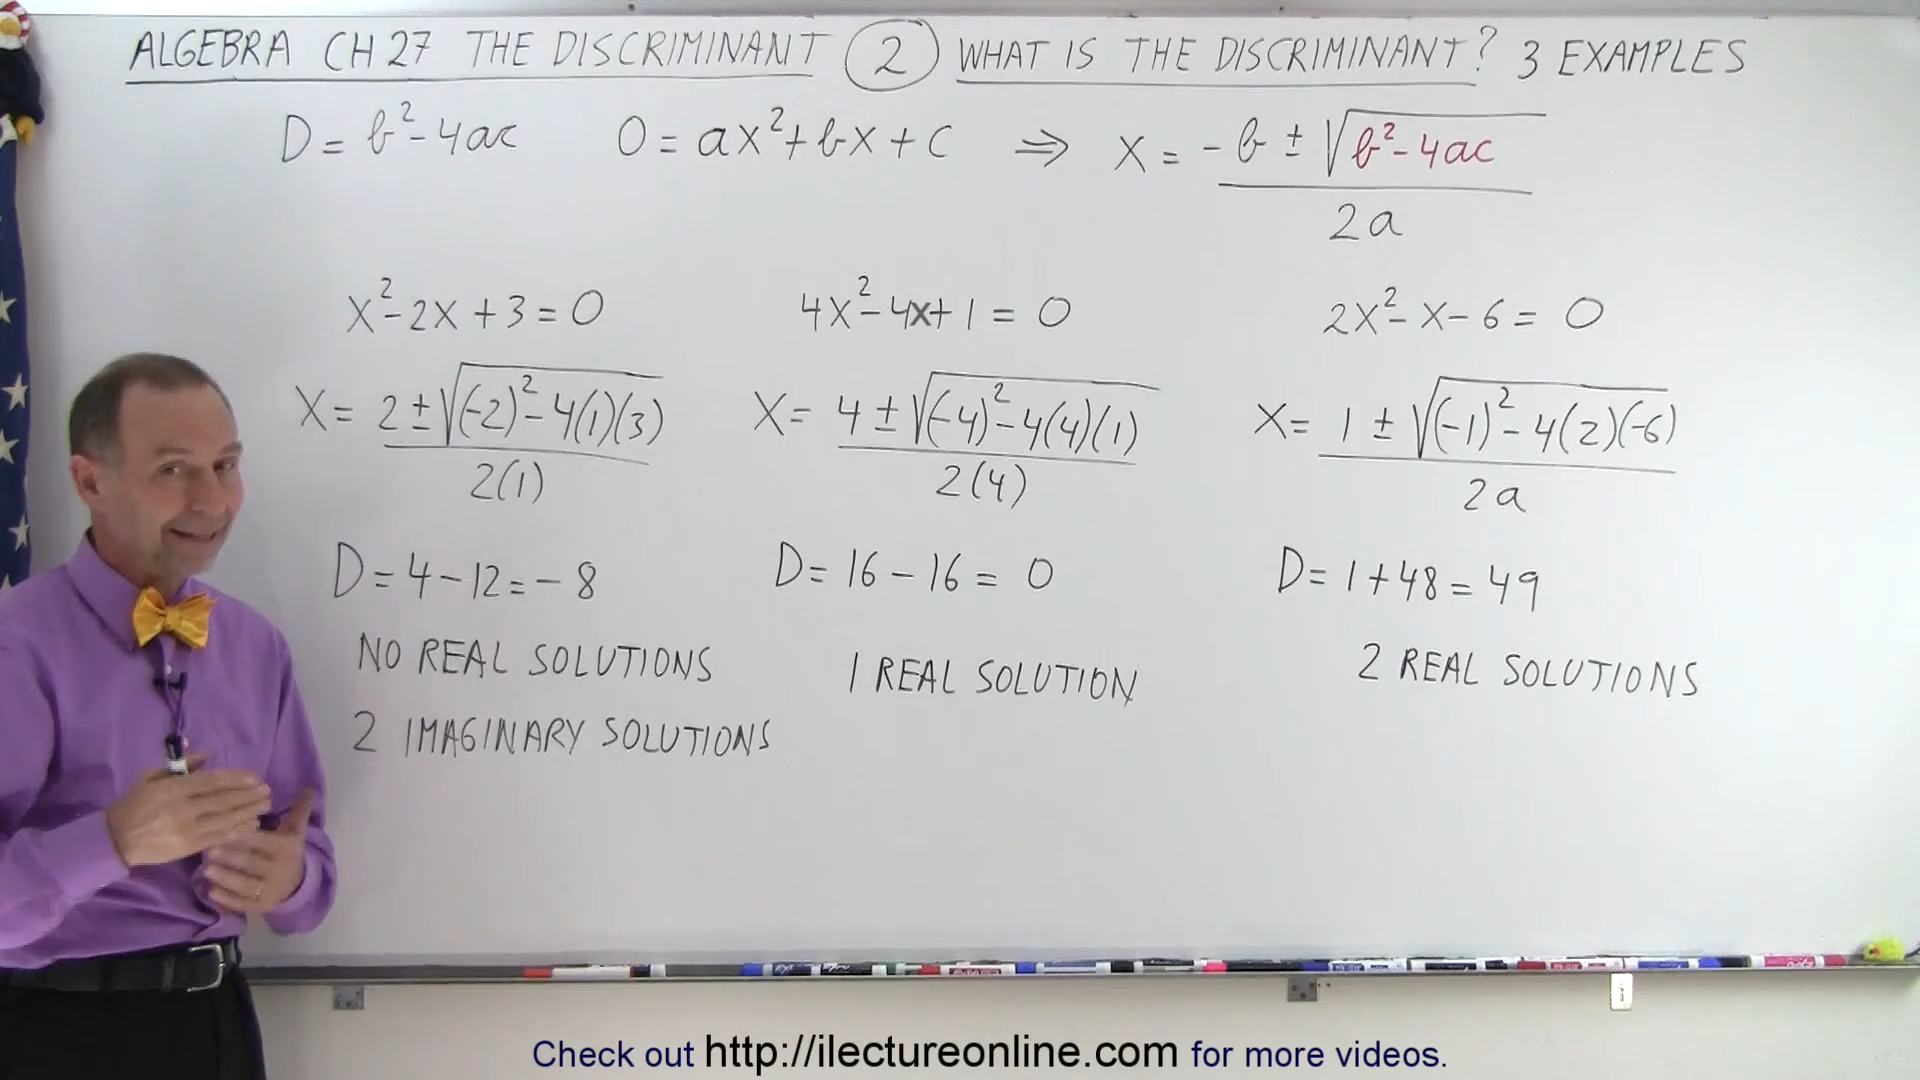 ALGEBRA CH 27 THE DISCRIMINANT (2) WHAT IS THE DISCRIMINANT? 3 EXAMPLES
D = b² - 4ac 0 = ax² + bx + c ⇒ x = (-b ± √(b² - 4ac)) / 2a
x² - 2x + 3 = 0 4x² - 4x + 1 = 0 2x² - x - 6 = 0
x = (2 ± √((-2)² - 4(1)(3))) / 2(1) x = (4 ± √((-4)² - 4(4)(1))) / 2(4) x = (1 ± √((-1)² - 4(2)(-6))) / 2a
D = 4 - 12 = -8 D = 16 - 16 = 0 D = 1 + 48 = 49
NO REAL SOLUTIONS 1 REAL SOLUTION 2 REAL SOLUTIONS
2 IMAGINARY SOLUTIONS
Check out http://ilectureonline.com for more videos.